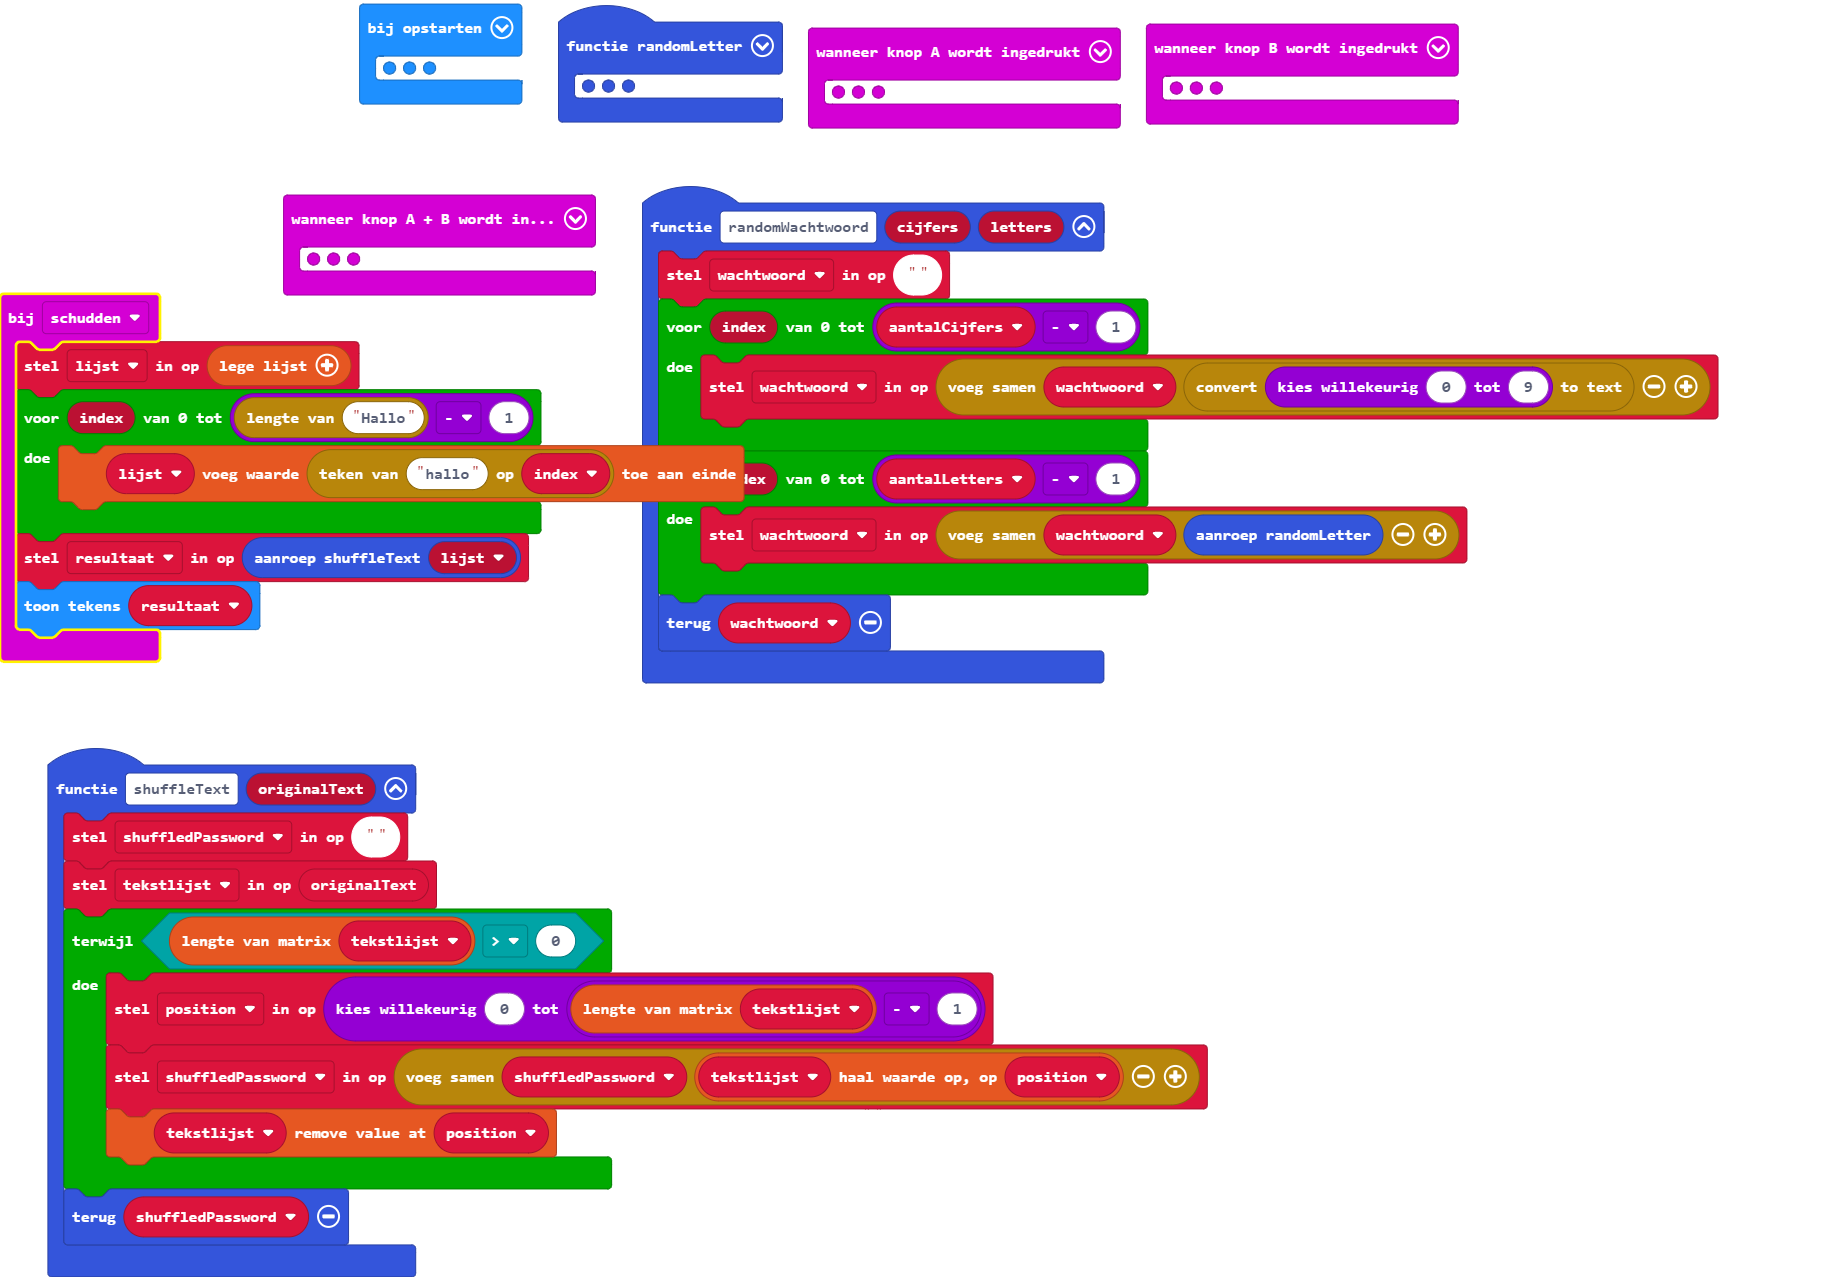 bij opstarten
functie randomLetter
wanneer knop A wordt ingedrukt
wanneer knop B wordt ingedrukt
wanneer knop A + B wordt in...
bij schudden
stel lijst in op lege lijst
voor index van 0 tot lengte van "Hallo" - 1
doe
lijst voeg waarde teken van "hallo" op index toe aan einde
stel resultaat in op aanroep shuffleText lijst
toon tekens resultaat
functie randomWachtwoord cijfers letters
stel wachtwoord in op " "
voor index van 0 tot aantalCijfers - 1
doe
stel wachtwoord in op voeg samen wachtwoord convert kies willekeurig 0 tot 9 to text
van 0 tot aantalLetters - 1
doe
stel wachtwoord in op voeg samen wachtwoord aanroep randomLetter
terug wachtwoord
functie shuffleText originalText
stel shuffledPassword in op " "
stel tekstlijst in op originalText
terwijl lengte van matrix tekstlijst > 0
doe
stel position in op kies willekeurig 0 tot lengte van matrix tekstlijst - 1
stel shuffledPassword in op voeg samen shuffledPassword tekstlijst haal waarde op, op position
tekstlijst remove value at position
terug shuffledPassword